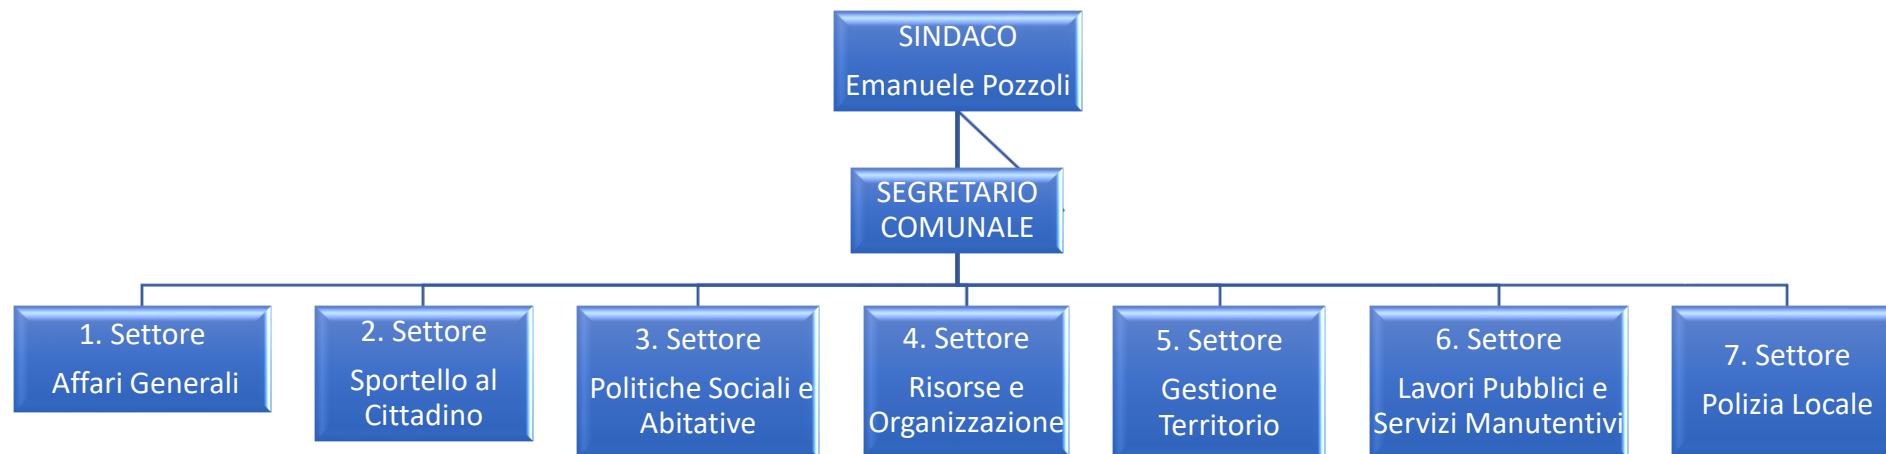 SINDACO
Emanuele Pozzoli
SEGRETARIO
COMUNALE
1. Settore
Affari Generali
2. Settore
Sportello al
Cittadino
3. Settore
Politiche Sociali e
Abitative
4. Settore
Risorse e
Organizzazione
5. Settore
Gestione
Territorio
6. Settore
Lavori Pubblici e
Servizi Manutentivi
7. Settore
Polizia Locale